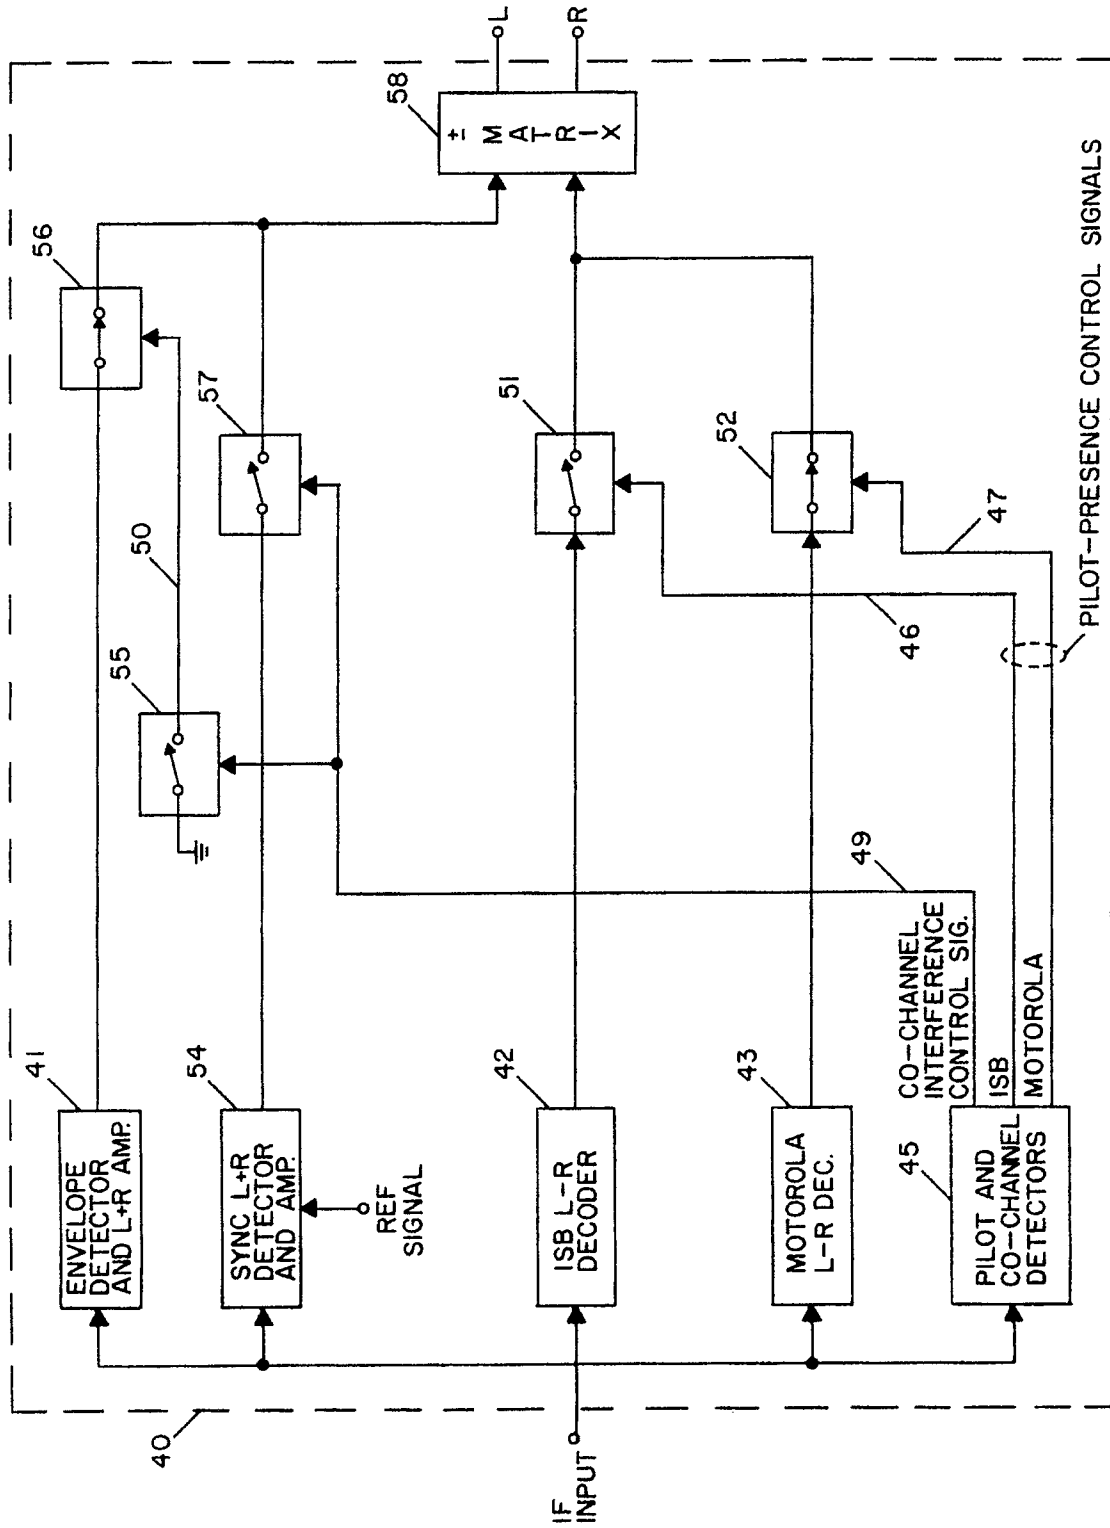 40
IF
INPUT
41
ENVELOPE
DETECTOR
AND L+R AMP.
54
SYNC L+R
DETECTOR
AND AMP.
REF
SIGNAL
42
ISB L-R
DECODER
43
MOTOROLA
L-R DEC.
45
PILOT AND
CO-CHANNEL
DETECTORS
CO-CHANNEL
INTERFERENCE
CONTROL SIG.
ISB
MOTOROLA
49
55
50
56
57
51
52
46
47
PILOT-PRESENCE CONTROL SIGNALS
58
±
MATRIX
L
R